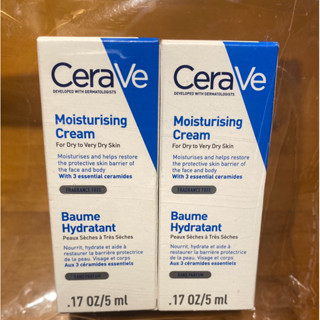 CeraVe
DEVELOPED WITH DERMATOLOGISTS
Moisturising
Cream
For Dry to Very Dry Skin
Moisturises and helps restore
the protective skin barrier of
the face and body
With 3 essential ceramides
FRAGRANCE FREE
Baume
Hydratant
Peaux Sèches à Très Sèches
Nourrit, hydrate et aide à
restaurer la barrière protectrice
de la peau. Visage et corps
Aux 3 céramides essentiels
SANS PARFUM
.17 OZ/5 ml
CeraVe
DEVELOPED WITH DERMATOLOGISTS
Moisturising
Cream
For Dry to Very Dry Skin
Moisturises and helps restore
the protective skin barrier of
the face and body
With 3 essential ceramides
FRAGRANCE FREE
Baume
Hydratant
Peaux Sèches à Très Sèches
Nourrit, hydrate et aide à
restaurer la barrière protectrice
de la peau. Visage et corps
Aux 3 céramides essentiels
SANS PARFUM
.17 OZ/5 ml